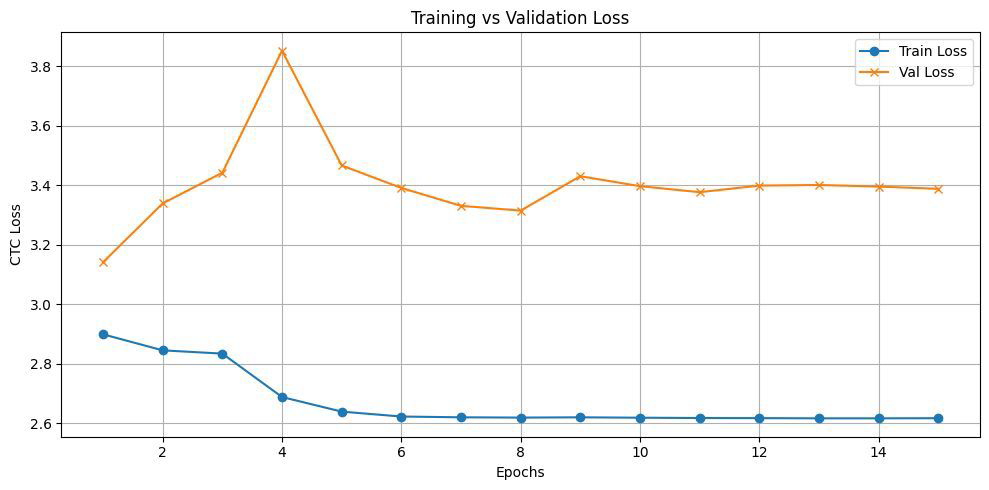 Training vs Validation Loss
Train Loss
Val Loss
3.8
3.6
3.4
3.2
3.0
2.8
2.6
CTC Loss
2 4 6 8 10 12 14
Epochs